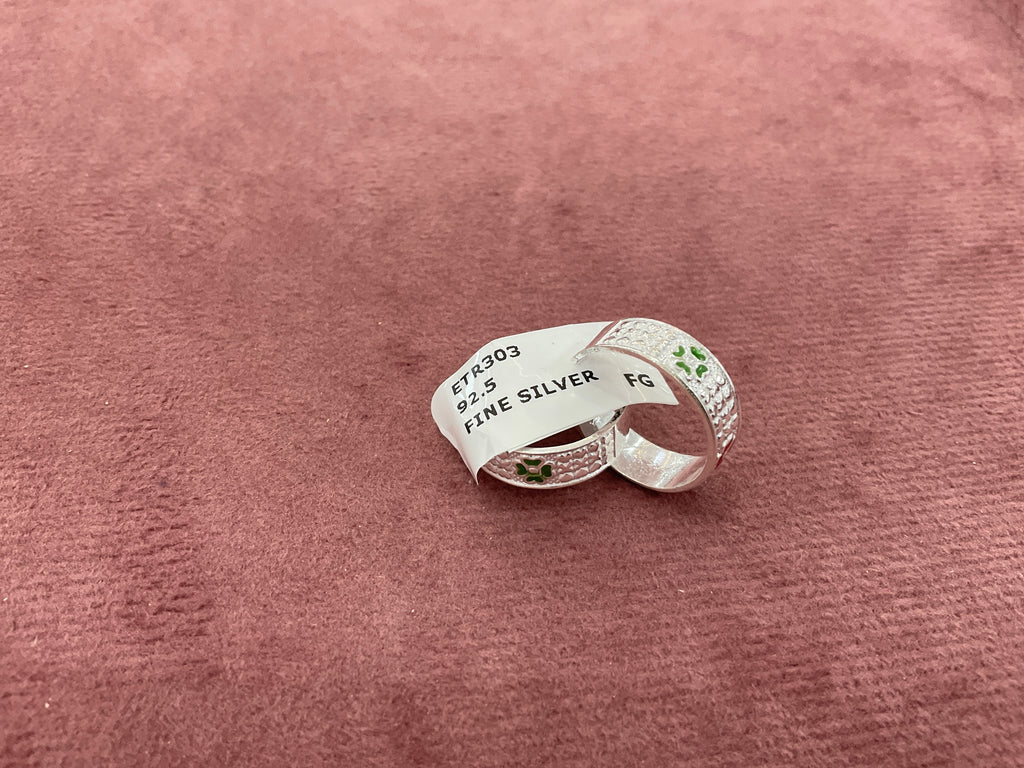 ETR303
92.5
FINE SILVER FG